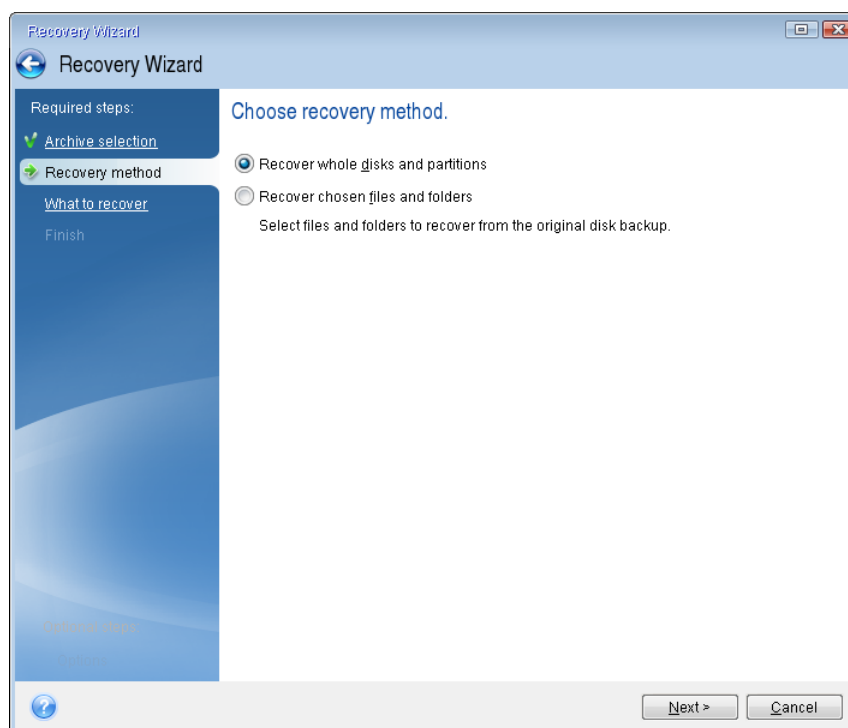 Recovery Wizard
Recovery Wizard
Required steps:
Archive selection
Recovery method
What to recover
Finish
Choose recovery method.
Recover whole disks and partitions
Recover chosen files and folders
Select files and folders to recover from the original disk backup.
Next >
Cancel